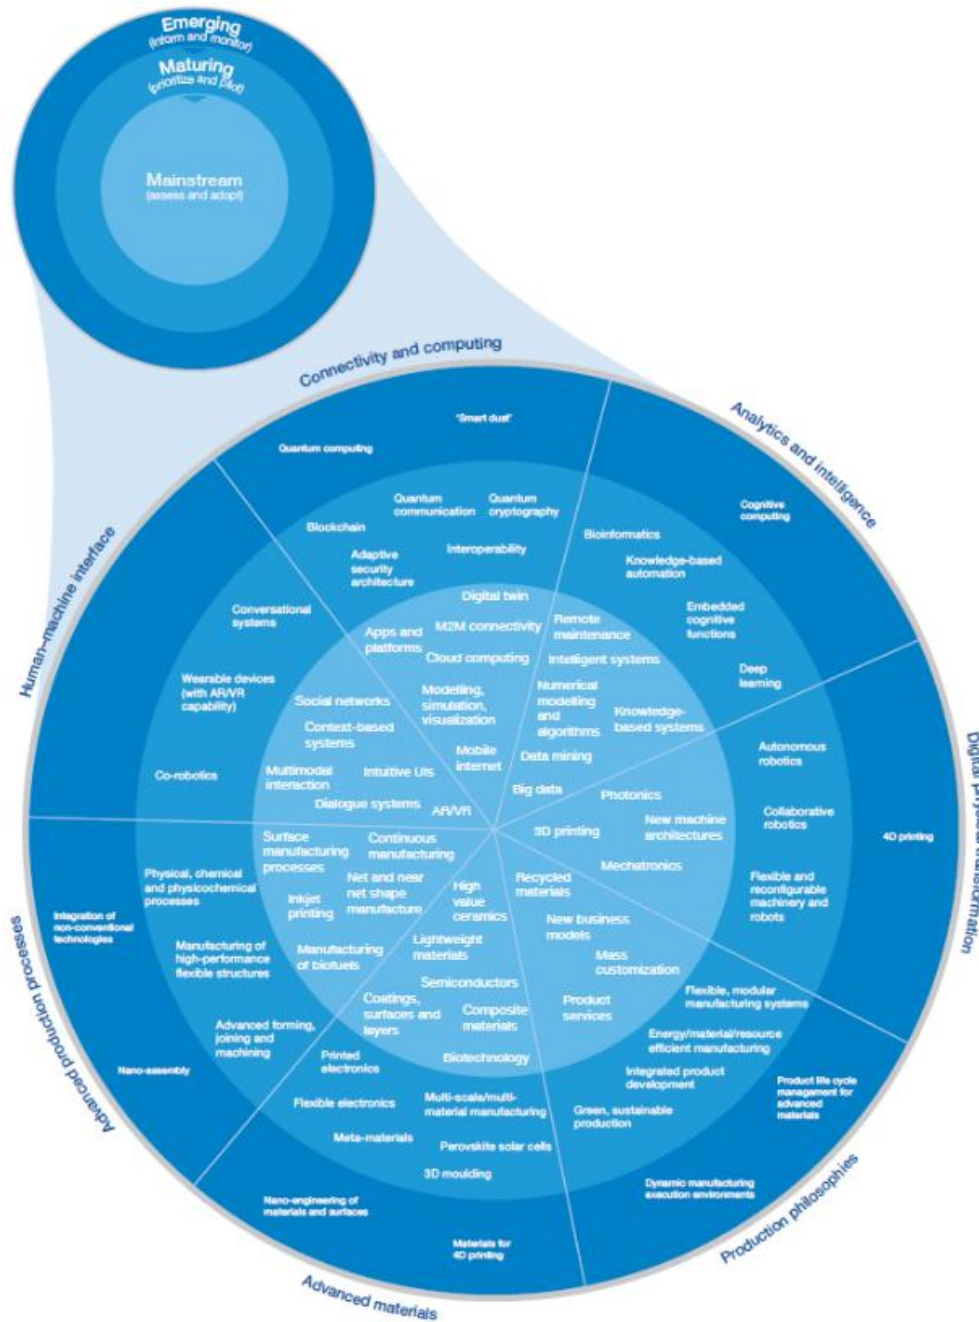 Emerging
(inform and monitor)
Maturing
(prioritize and pilot)
Mainstream
(assess and adopt)
Connectivity and computing
'Smart dust'
Quantum computing
Quantum
communication
Quantum
cryptography
Blockchain
Adaptive
security
architecture
Interoperability
Digital twin
Apps and
platforms
M2M connectivity
Cloud computing
Modelling,
simulation,
visualization
Mobile
internet
Analytics and intelligence
Cognitive
computing
Bioinformatics
Knowledge-based
automation
Embedded
cognitive
functions
Deep
learning
Remote
maintenance
Intelligent systems
Numerical
modelling
and
algorithms
Knowledge-
based systems
Data mining
Big data
Digital-physical transformation
4D printing
Autonomous
robotics
Collaborative
robotics
Flexible and
reconfigurable
machinery and
robots
Photonics
3D printing
New machine
architectures
Mechatronics
Production philosophies
Recycled
materials
New business
models
Mass
customization
Product
services
Flexible, modular
manufacturing systems
Energy/material/resource
efficient manufacturing
Integrated product
development
Green, sustainable
production
Product life cycle
management for
advanced
materials
Dynamic manufacturing
execution environments
Advanced materials
High
value
ceramics
Lightweight
materials
Semiconductors
Coatings,
surfaces and
layers
Composite
materials
Biotechnology
Printed
electronics
Flexible electronics
Multi-scale/multi-
material manufacturing
Meta-materials
Perovskite solar cells
3D moulding
Nano-engineering of
materials and surfaces
Materials for
4D printing
Advanced production processes
Surface
manufacturing
processes
Continuous
manufacturing
Net and near
net shape
manufacture
Inkjet
printing
Manufacturing
of biofuels
Physical, chemical
and physicochemical
processes
Manufacturing of
high-performance
flexible structures
Advanced forming,
joining and
machining
Integration of
non-conventional
technologies
Nano-assembly
Human–machine interface
Conversational
systems
Wearable devices
(with AR/VR
capability)
Co-robotics
Social networks
Context-based
systems
Multimodal
interaction
Intuitive UIs
Dialogue systems
AR/VR